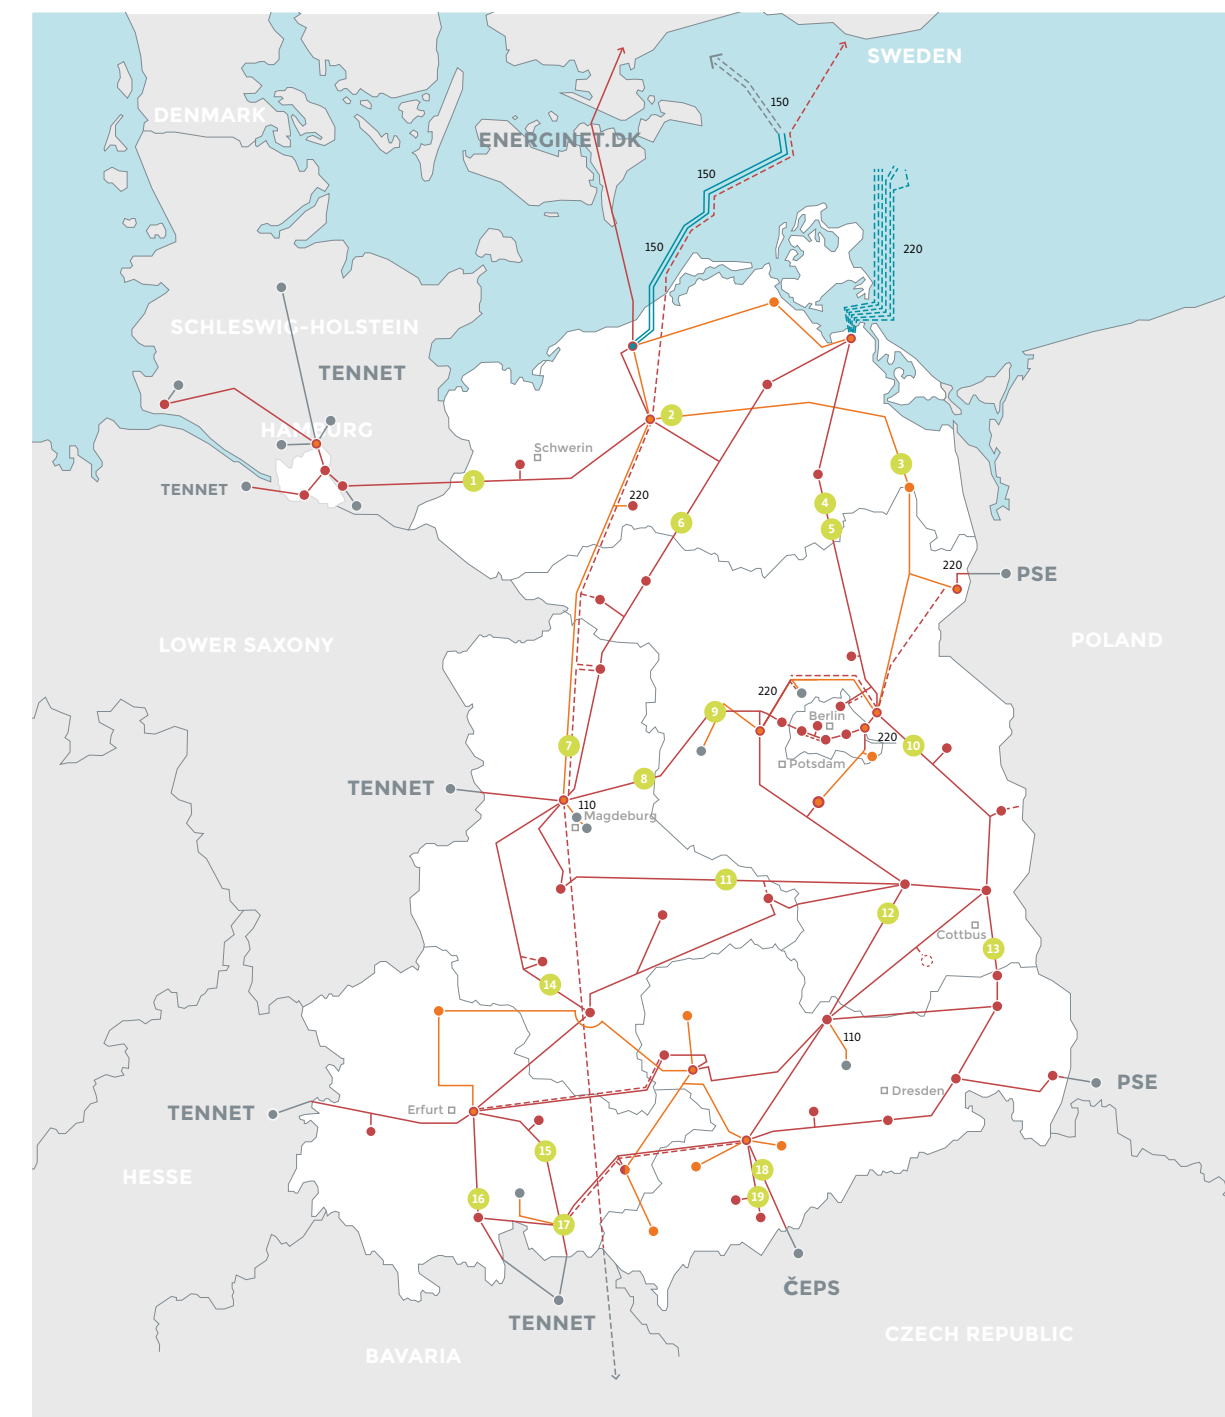 SWEDEN
150
DENMARK
ENERGINET.DK
150
150
220
SCHLESWIG-HOLSTEIN
TENNET
2
HAMBURG
Schwerin
3
1
TENNET
220
4
6
5
220
PSE
LOWER SAXONY
POLAND
220
9
Berlin
220
7
10
Potsdam
8
TENNET
110
Magdeburg
11
12
Cottbus
13
14
110
PSE
Dresden
TENNET
Erfurt
15
18
HESSE
16
19
17
ČEPS
TENNET
CZECH REPUBLIC
BAVARIA